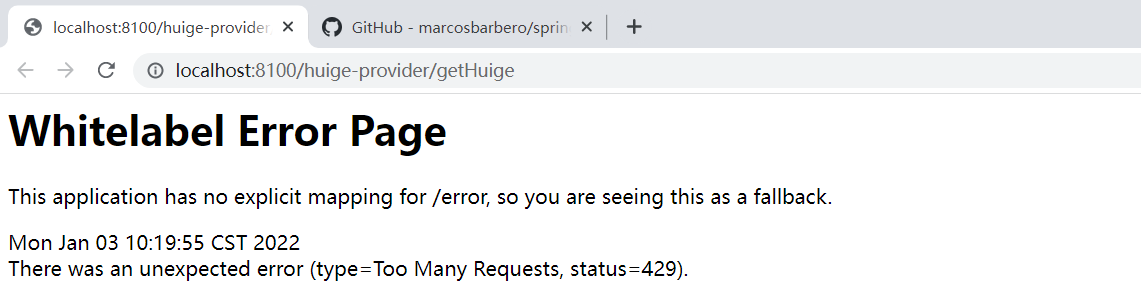 localhost:8100/huige-provider
GitHub - marcosbarbero/sprin
localhost:8100/huige-provider/getHuige
Whitelabel Error Page
This application has no explicit mapping for /error, so you are seeing this as a fallback.
Mon Jan 03 10:19:55 CST 2022
There was an unexpected error (type=Too Many Requests, status=429).